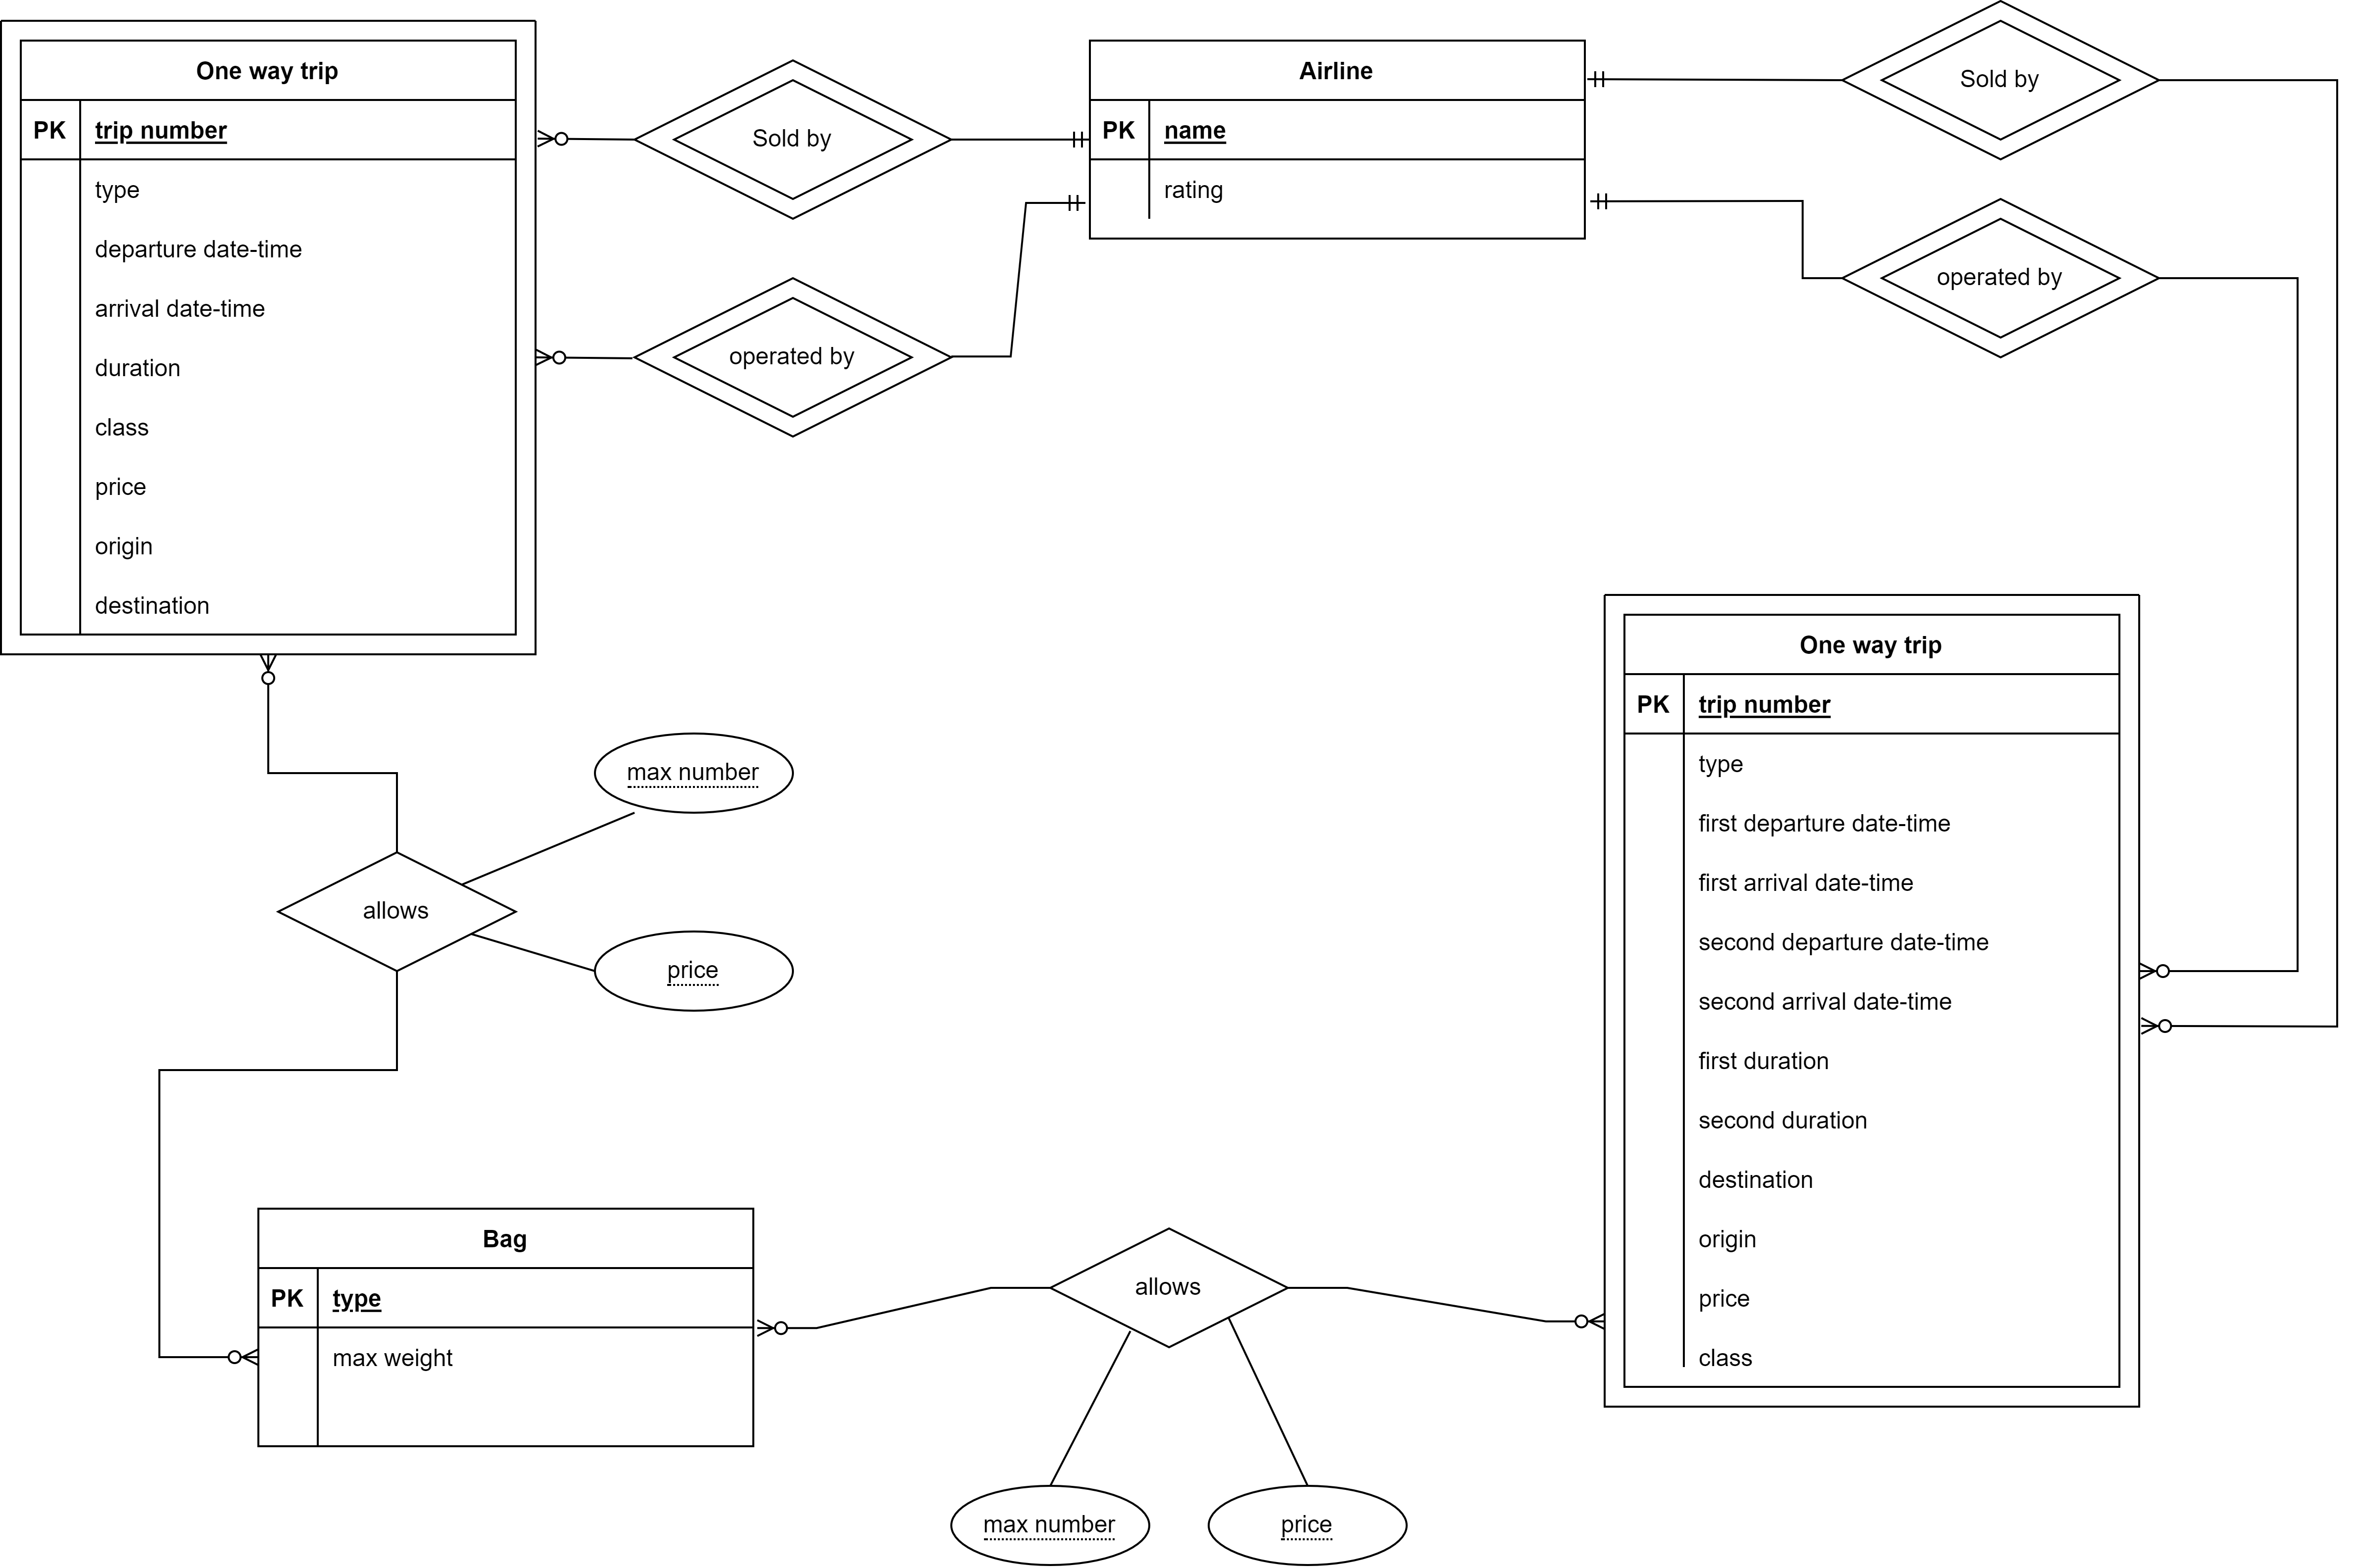 One way trip
PK trip number
type
departure date-time
arrival date-time
duration
class
price
origin
destination
Sold by
operated by
Airline
PK name
rating
Sold by
operated by
One way trip
PK trip number
type
first departure date-time
first arrival date-time
second departure date-time
second arrival date-time
first duration
second duration
destination
origin
price
class
max number
allows
price
Bag
PK type
max weight
allows
max number
price